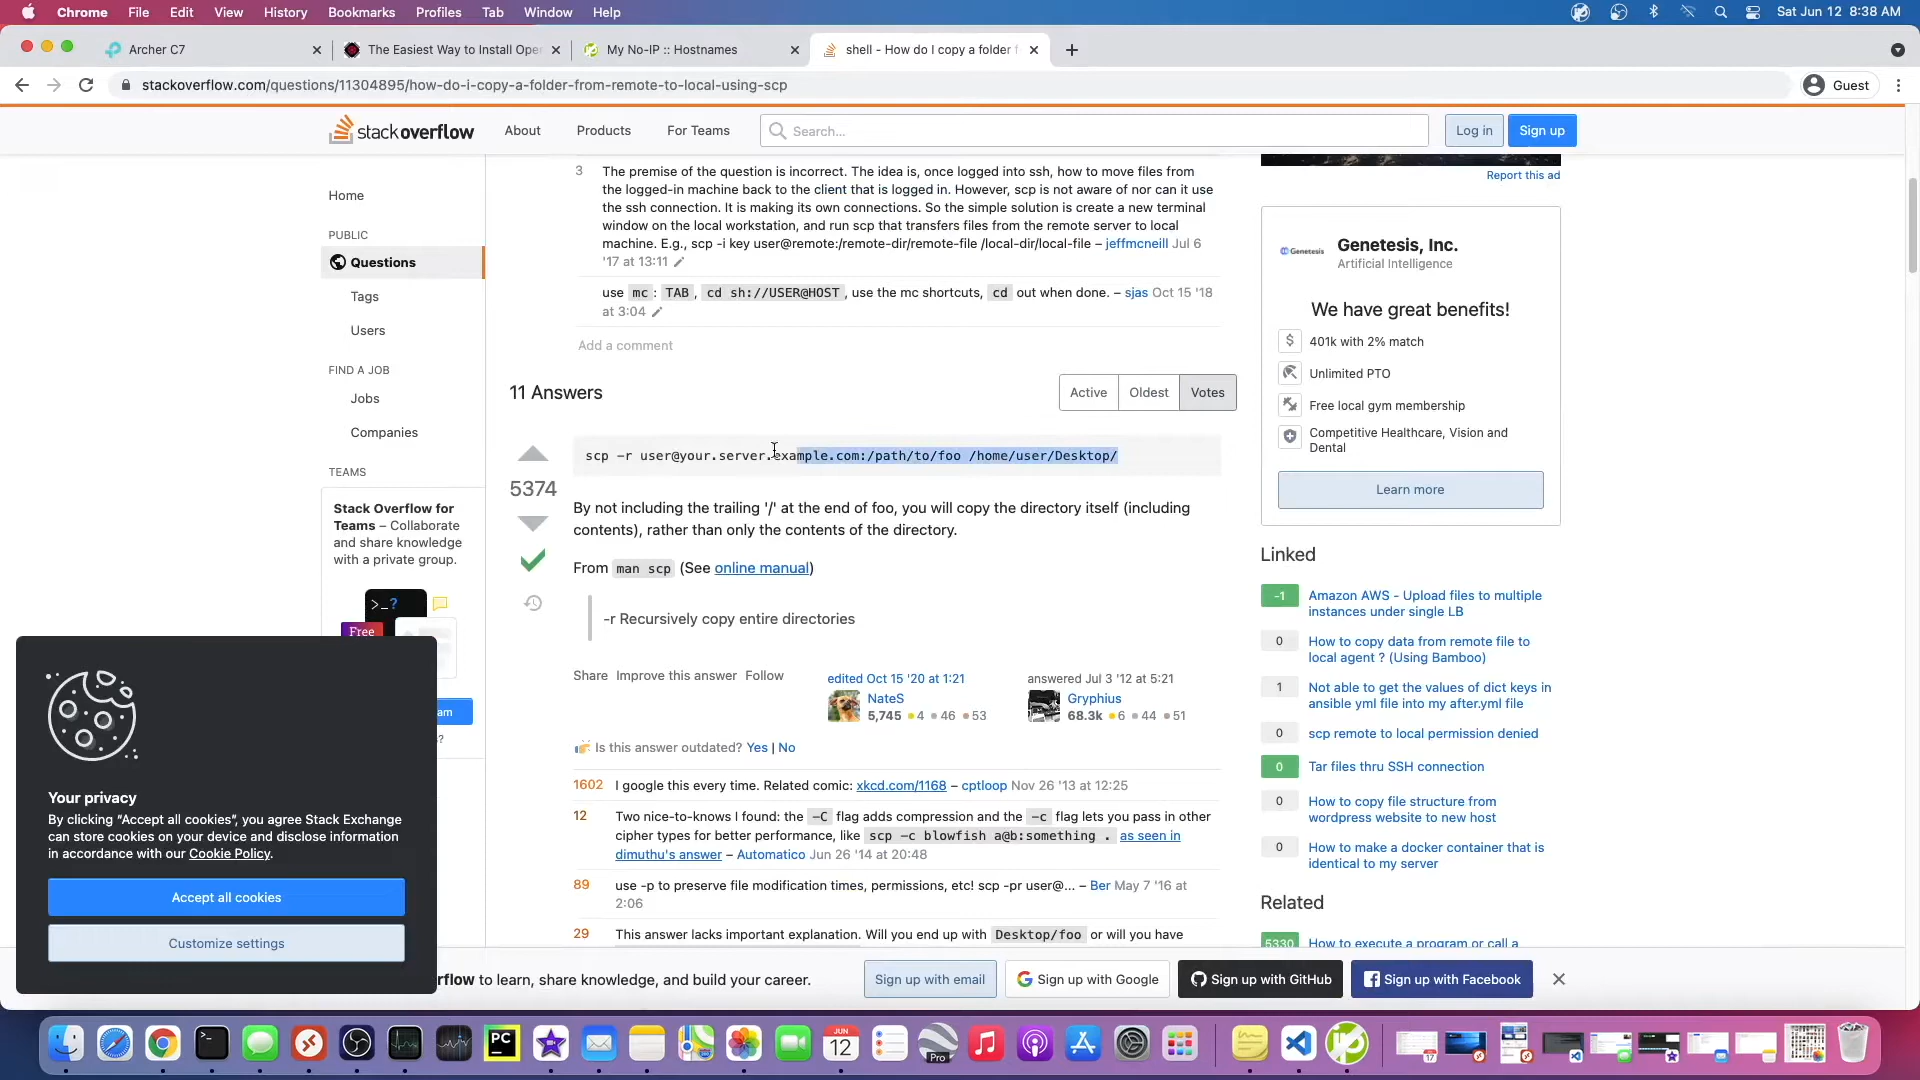 Chrome File Edit View History Bookmarks Profiles Tab Window Help
Sat Jun 12 8:38 AM
Archer C7
The Easiest Way to Install Ope
My No-IP :: Hostnames
shell - How do I copy a folder f
stackoverflow.com/questions/11304895/how-do-i-copy-a-folder-from-remote-to-local-using-scp
Guest
stackoverflow
About
Products
For Teams
Search...
Log in
Sign up
Home
PUBLIC
Questions
Tags
Users
FIND A JOB
Jobs
Companies
TEAMS
Stack Overflow for
Teams – Collaborate
and share knowledge
with a private group.
>_?
Free
am
?
3 The premise of the question is incorrect. The idea is, once logged into ssh, how to move files from
the logged-in machine back to the client that is logged in. However, scp is not aware of nor can it use
the ssh connection. It is making its own connections. So the simple solution is create a new terminal
window on the local workstation, and run scp that transfers files from the remote server to local
machine. E.g., scp -i key user@remote:/remote-dir/remote-file /local-dir/local-file – jeffmcneill Jul 6
'17 at 13:11
use mc : TAB , cd sh://USER@HOST , use the mc shortcuts, cd out when done. – sjas Oct 15 '18
at 3:04
Add a comment
11 Answers
Active Oldest Votes
scp -r user@your.server.example.com:/path/to/foo /home/user/Desktop/
5374
By not including the trailing '/' at the end of foo, you will copy the directory itself (including
contents), rather than only the contents of the directory.
From man scp (See online manual)
-r Recursively copy entire directories
Share Improve this answer Follow
edited Oct 15 '20 at 1:21
NateS
5,745 4 46 53
answered Jul 3 '12 at 5:21
Gryphius
68.3k 6 44 51
Is this answer outdated? Yes | No
1602 I google this every time. Related comic: xkcd.com/1168 – cptloop Nov 26 '13 at 12:25
12 Two nice-to-knows I found: the -C flag adds compression and the -c flag lets you pass in other
cipher types for better performance, like scp -c blowfish a@b:something . as seen in
dimuthu's answer – Automatico Jun 26 '14 at 20:48
89 use -p to preserve file modification times, permissions, etc! scp -pr user@... – Ber May 7 '16 at
2:06
29 This answer lacks important explanation. Will you end up with Desktop/foo or will you have
Report this ad
Genetesis
Genetesis, Inc.
Artificial Intelligence
We have great benefits!
$ 401k with 2% match
Unlimited PTO
Free local gym membership
Competitive Healthcare, Vision and
Dental
Learn more
Linked
-1 Amazon AWS - Upload files to multiple
instances under single LB
0 How to copy data from remote file to
local agent ? (Using Bamboo)
1 Not able to get the values of dict keys in
ansible yml file into my after.yml file
0 scp remote to local permission denied
0 Tar files thru SSH connection
0 How to copy file structure from
wordpress website to new host
0 How to make a docker container that is
identical to my server
Related
5330 How to execute a program or call a
Your privacy
By clicking “Accept all cookies”, you agree Stack Exchange
can store cookies on your device and disclose information
in accordance with our Cookie Policy.
Accept all cookies
Customize settings
rflow to learn, share knowledge, and build your career.
Sign up with email
Sign up with Google
Sign up with GitHub
Sign up with Facebook
PC
JUN
12
Pro
17